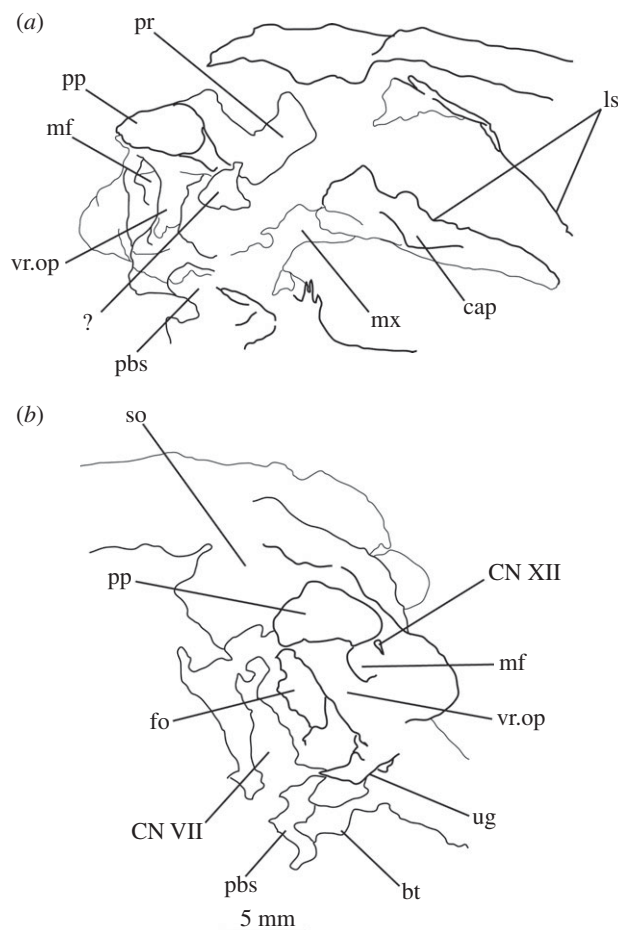 (a)
pr
pp
mf
ls
vr.op
?
mx
cap
pbs
(b)
so
pp
CN XII
mf
fo
vr.op
CN VII
ug
pbs
bt
5 mm